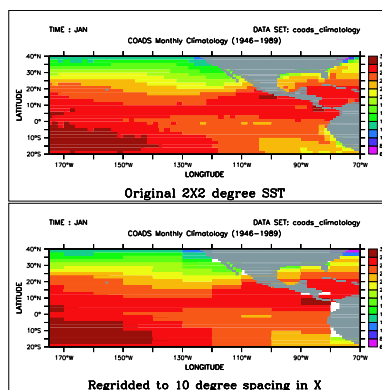 TIME : JAN
DATA SET: coads_climatology
COADS Monthly Climatology (1946-1989)
LATITUDE
40°N
30°N
20°N
10°N
0°
10°S
20°S
170°W
150°W
130°W
110°W
90°W
70°W
LONGITUDE
Original 2X2 degree SST
TIME : JAN
DATA SET: coads_climatology
COADS Monthly Climatology (1946-1989)
LATITUDE
40°N
30°N
20°N
10°N
0°
10°S
20°S
170°W
150°W
130°W
110°W
90°W
70°W
LONGITUDE
Regridded to 10 degree spacing in X